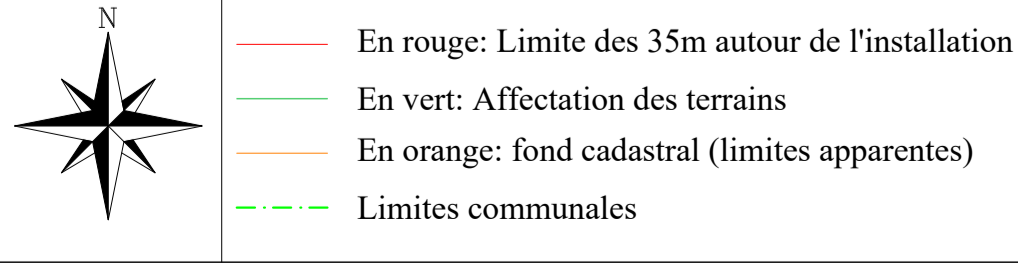 N
En rouge: Limite des 35m autour de l'installation
En vert: Affectation des terrains
En orange: fond cadastral (limites apparentes)
Limites communales